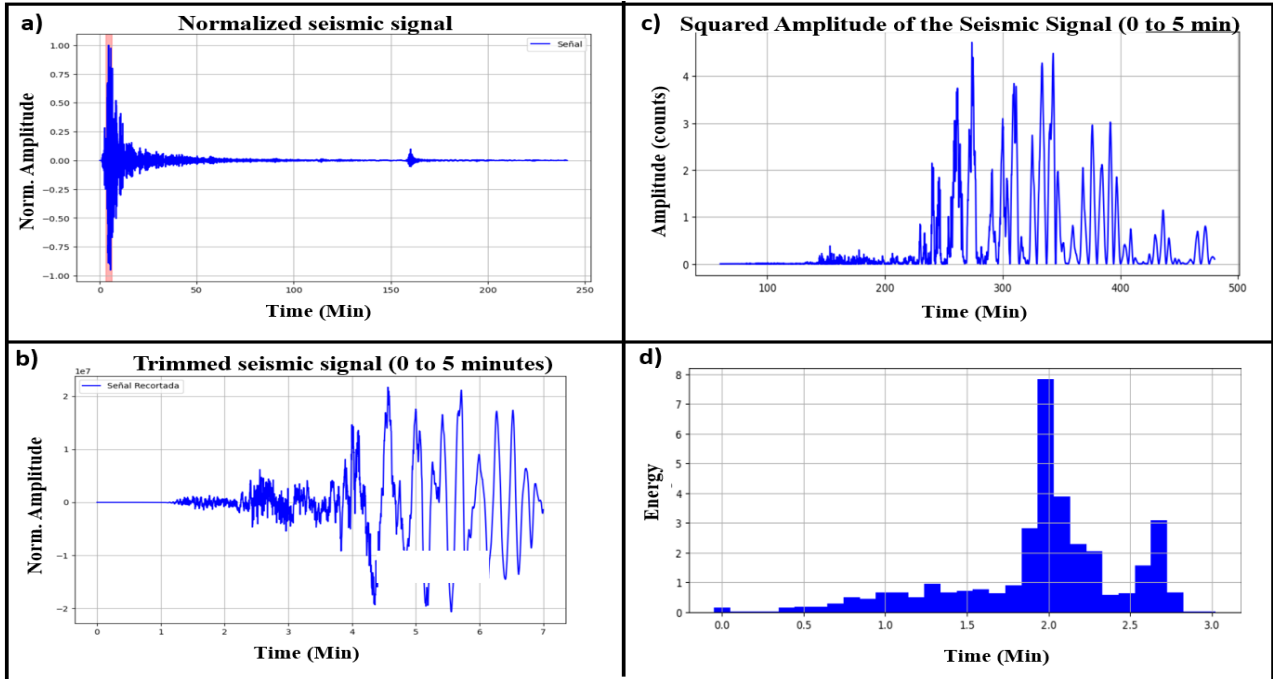 a)
Normalized seismic signal
Señal
1.00
0.75
0.50
0.25
0.00
−0.25
−0.50
−0.75
−1.00
Norm. Amplitude
0 50 100 150 200 250
Time (Min)
b)
Trimmed seismic signal (0 to 5 minutes)
1e7
Señal Recortada
2
1
0
−1
−2
Norm. Amplitude
0 1 2 3 4 5 6 7
Time (Min)
c)
Squared Amplitude of the Seismic Signal (0 to 5 min)
4
3
2
1
0
Amplitude (counts)
100 200 300 400 500
Time (Min)
d)
8
7
6
5
4
3
2
1
0
Energy
0.0 0.5 1.0 1.5 2.0 2.5 3.0
Time (Min)